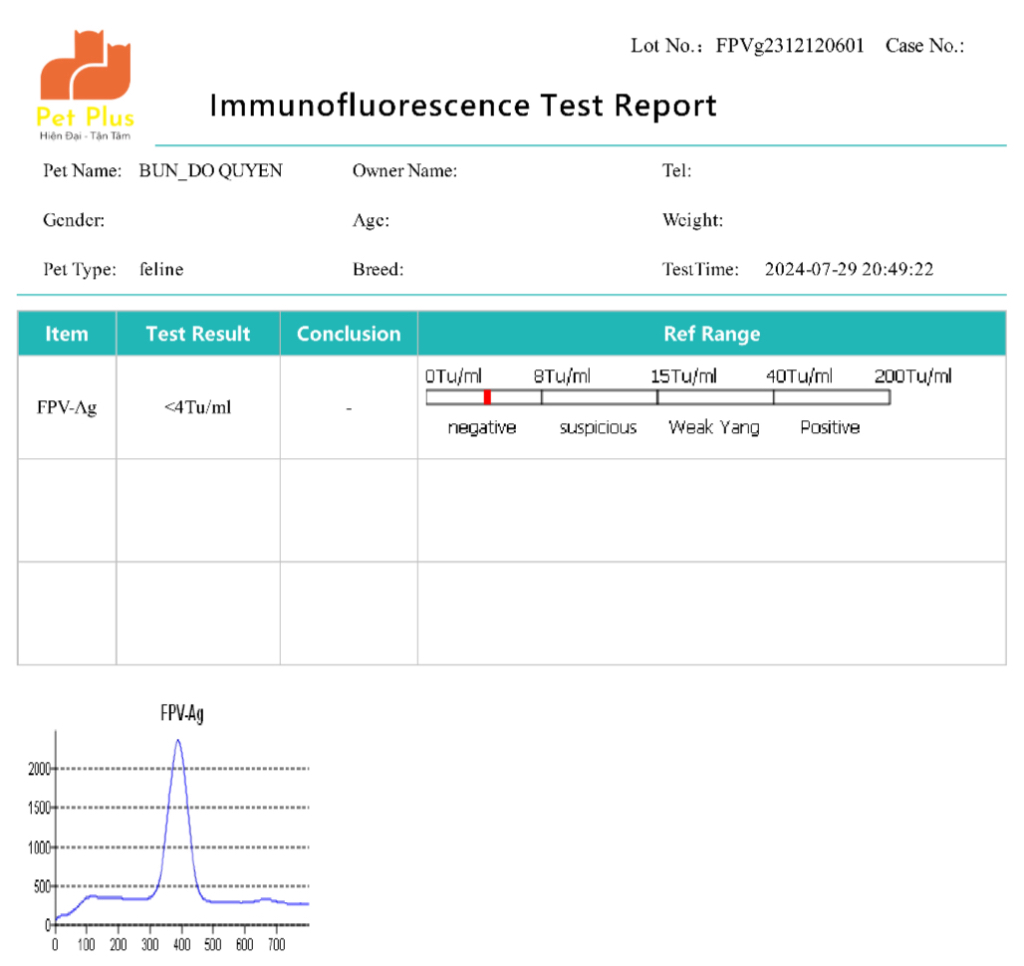 Lot No.: FPVg2312120601 Case No.:
Pet Plus
Hiện Đại - Tận Tâm
Immunofluorescence Test Report
Pet Name: BUN_DO QUYEN Owner Name: Tel:
Gender: Age: Weight:
Pet Type: feline Breed: TestTime: 2024-07-29 20:49:22
Item Test Result Conclusion Ref Range
0Tu/ml 8Tu/ml 15Tu/ml 40Tu/ml 200Tu/ml
FPV-Ag <4Tu/ml -
negative suspicious Weak Yang Positive
FPV-Ag
2000
1500
1000
500
0
0 100 200 300 400 500 600 700